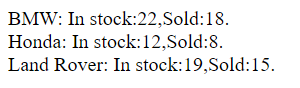 BMW: In stock:22,Sold:18.
Honda: In stock:12,Sold:8.
Land Rover: In stock:19,Sold:15.